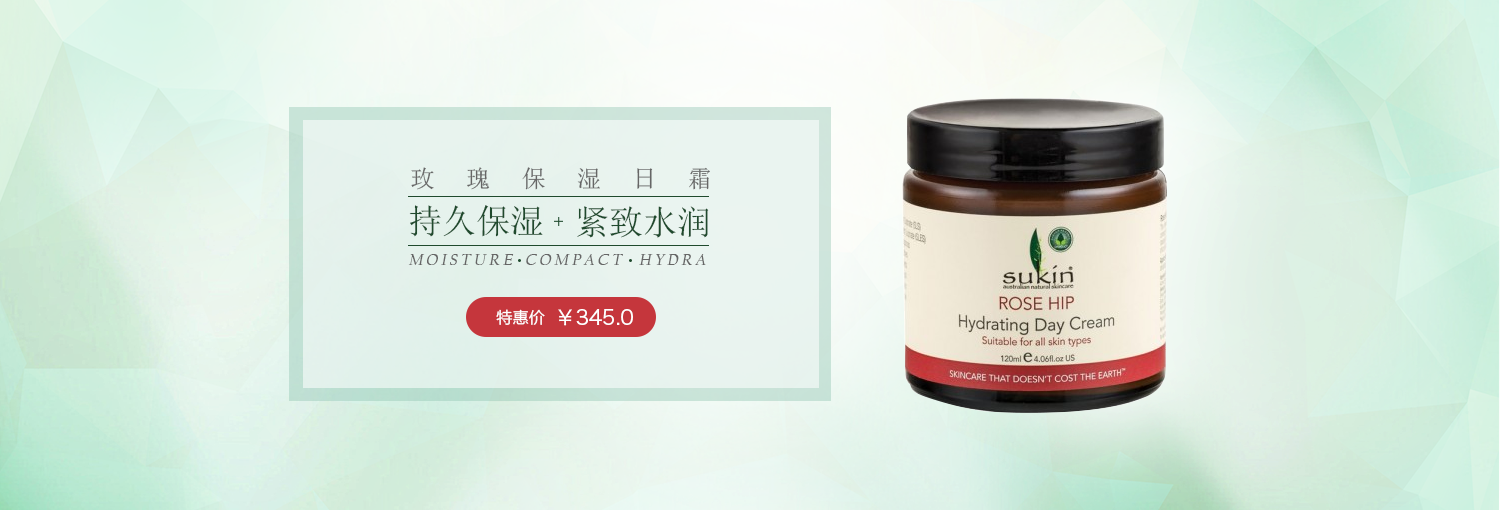 玫瑰保湿日霜
持久保湿 + 紧致水润
MOISTURE·COMPACT·HYDRA
特惠价 ￥345.0
sukin®
australian natural skincare
ROSE HIP
Hydrating Day Cream
Suitable for all skin types
120ml e 4.06fl.oz US
SKINCARE THAT DOESN'T COST THE EARTH™